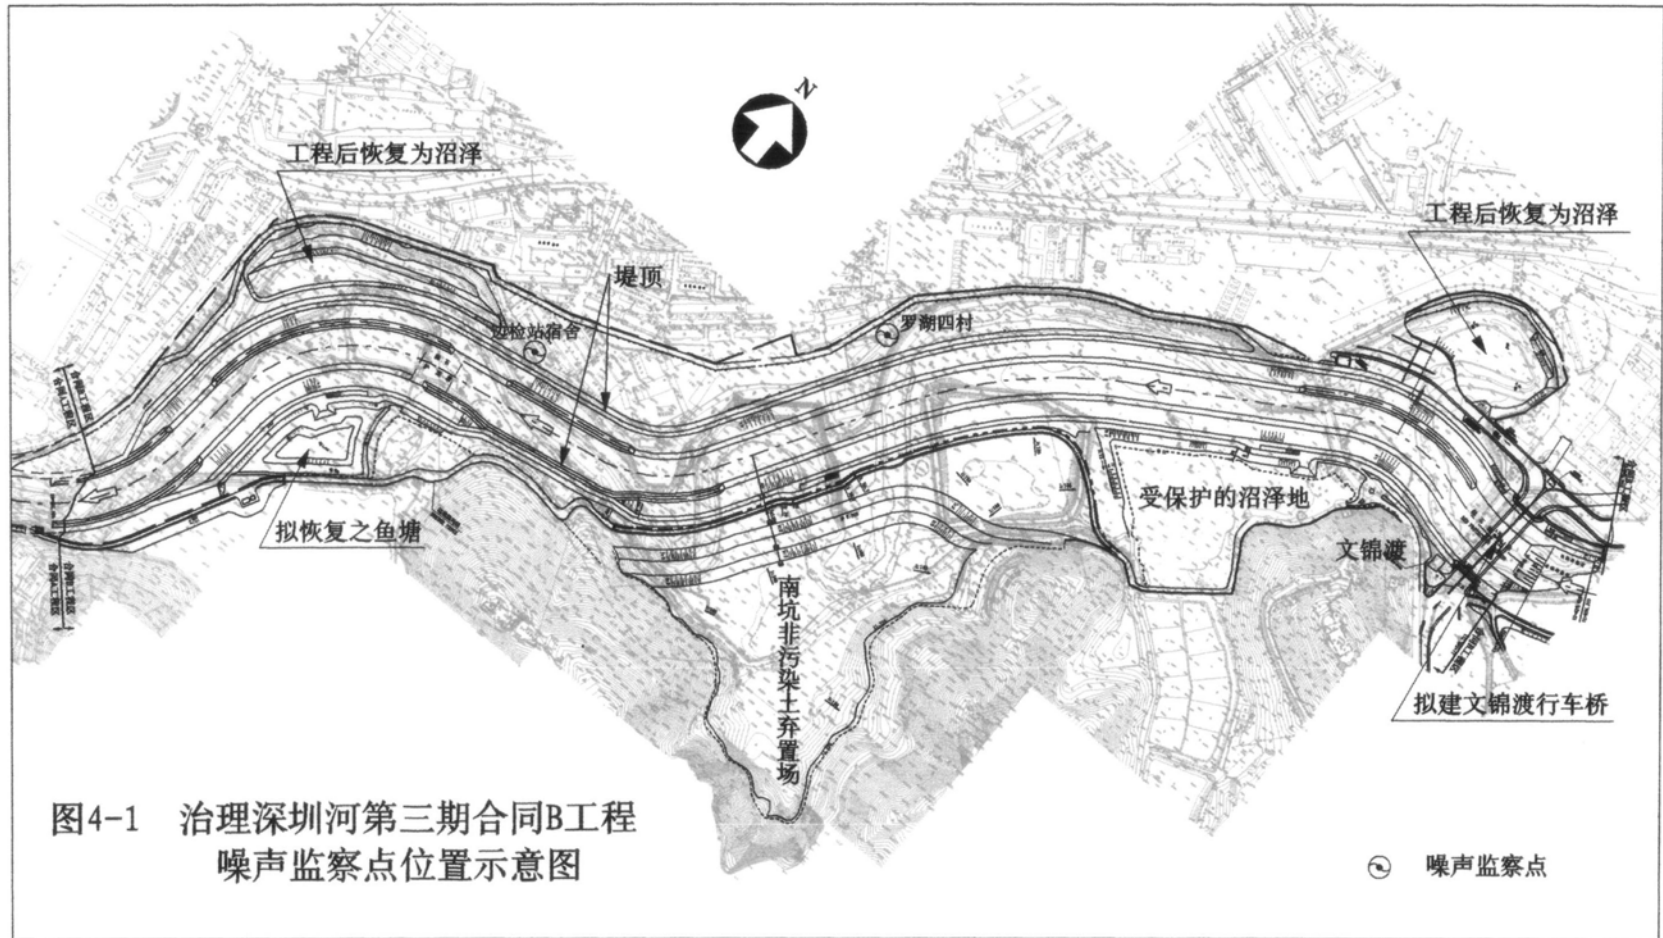 N
工程后恢复为沼泽
工程后恢复为沼泽
堤顶
边检站宿舍
罗湖四村
受保护的沼泽地
拟恢复之鱼塘
文锦渡
南坑非污染土弃置场
拟建文锦渡行车桥
图4-1 治理深圳河第三期合同B工程
噪声监察点位置示意图
噪声监察点